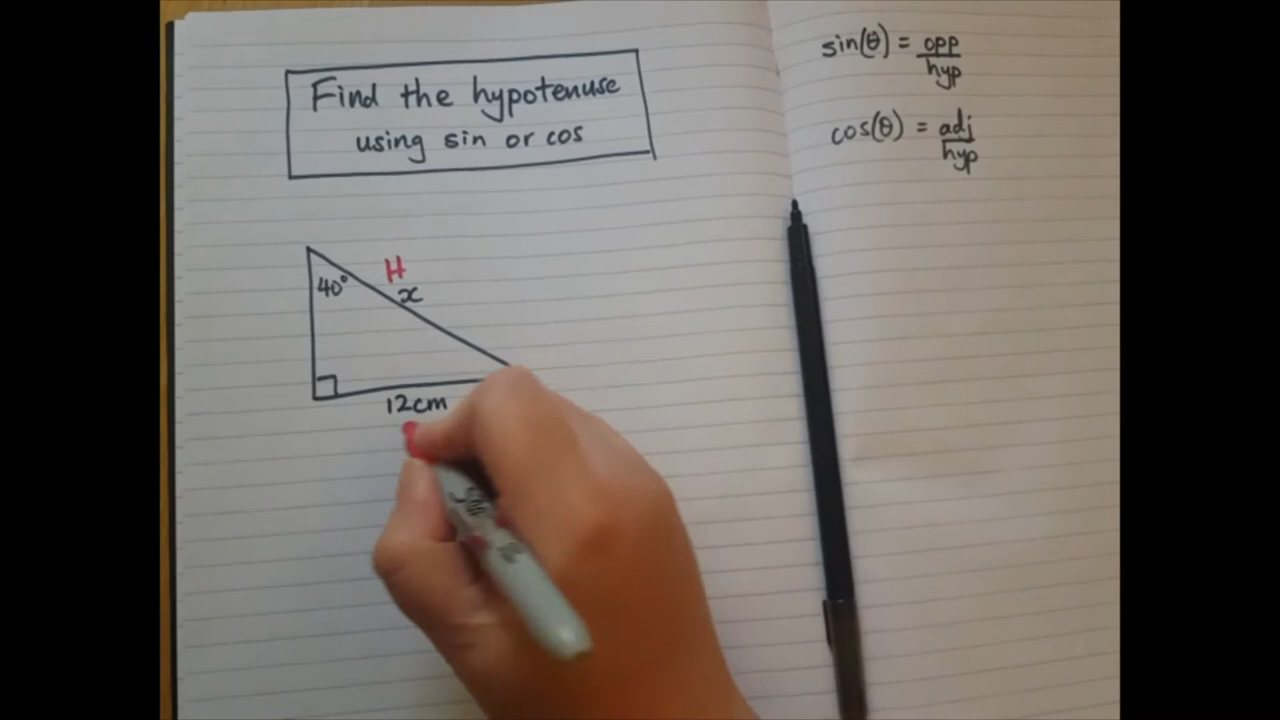 Find the hypotenuse
using sin or cos
sin(θ) = opp
hyp
cos(θ) = adj
hyp
H
40°
x
12cm